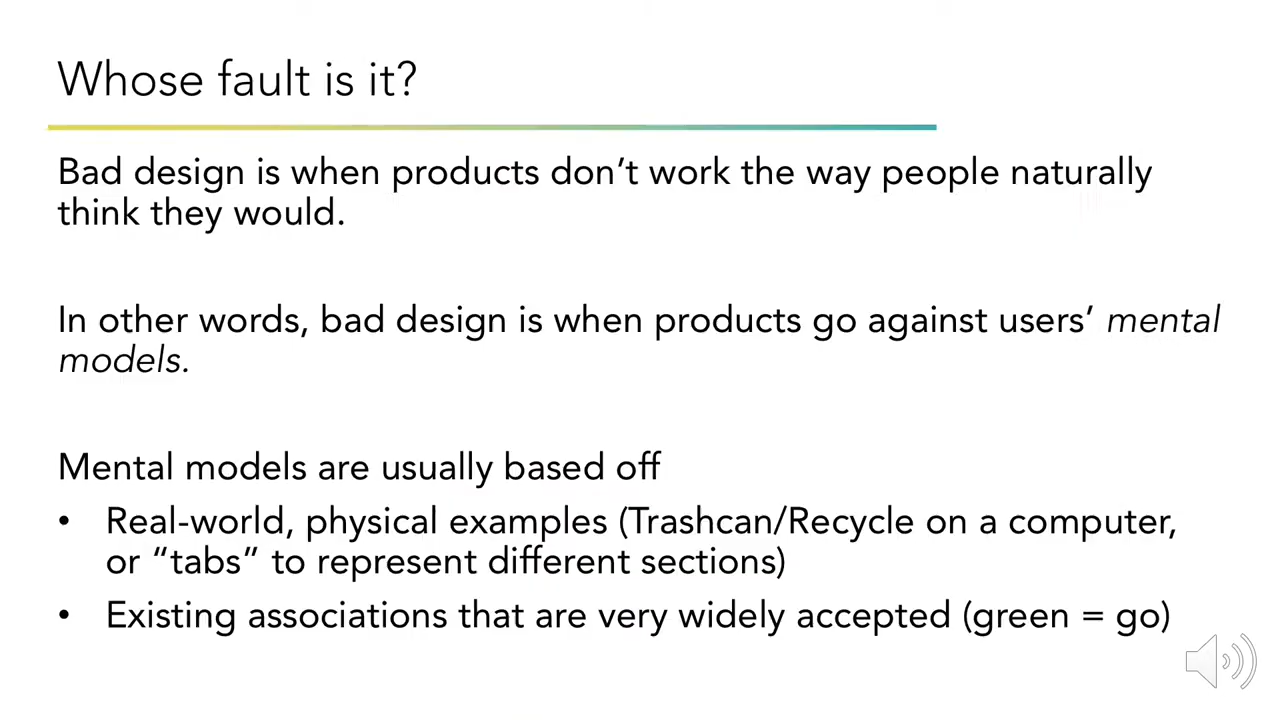 Whose fault is it?
Bad design is when products don’t work the way people naturally
think they would.
In other words, bad design is when products go against users’ mental
models.
Mental models are usually based off
• Real-world, physical examples (Trashcan/Recycle on a computer,
or “tabs” to represent different sections)
• Existing associations that are very widely accepted (green = go)